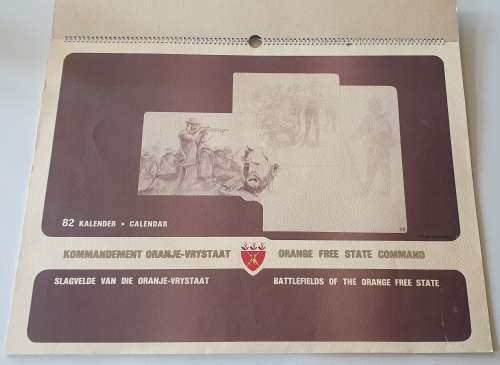 82 KALENDER • CALENDAR
KOMMANDEMENT ORANJE-VRYSTAAT ORANGE FREE STATE COMMAND
SLAGVELDE VAN DIE ORANJE-VRYSTAAT BATTLEFIELDS OF THE ORANGE FREE STATE